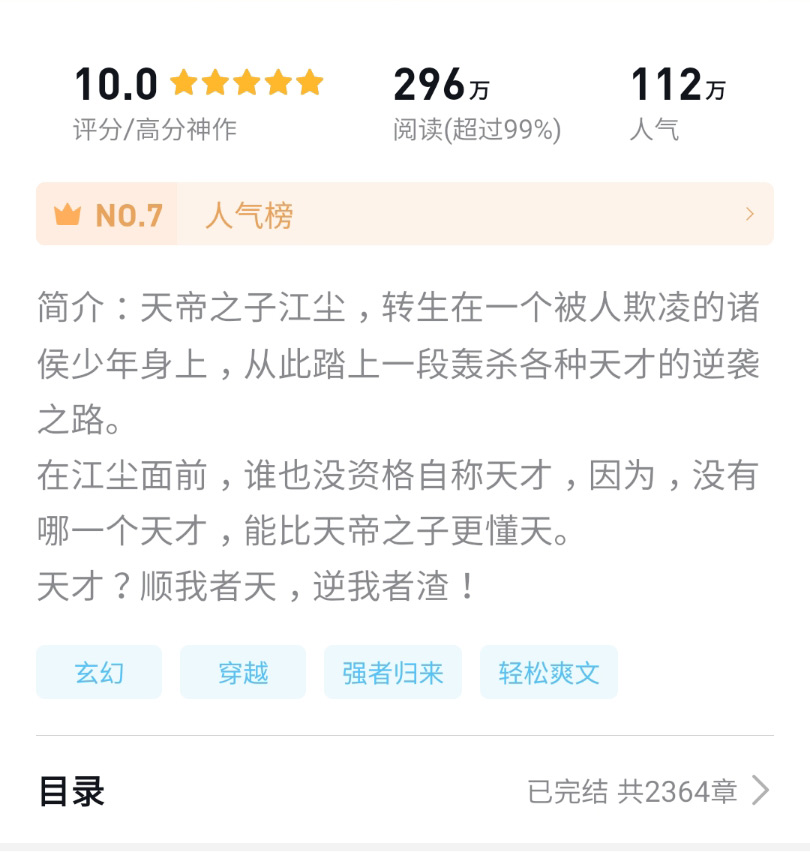 10.0 296万 112万
评分/高分神作 阅读(超过99%) 人气
NO.7 人气榜
简介：天帝之子江尘，转生在一个被人欺凌的诸
侯少年身上，从此踏上一段轰杀各种天才的逆袭
之路。
在江尘面前，谁也没资格自称天才，因为，没有
哪一个天才，能比天帝之子更懂天。
天才？顺我者天，逆我者渣！
玄幻 穿越 强者归来 轻松爽文
目录 已完结 共2364章